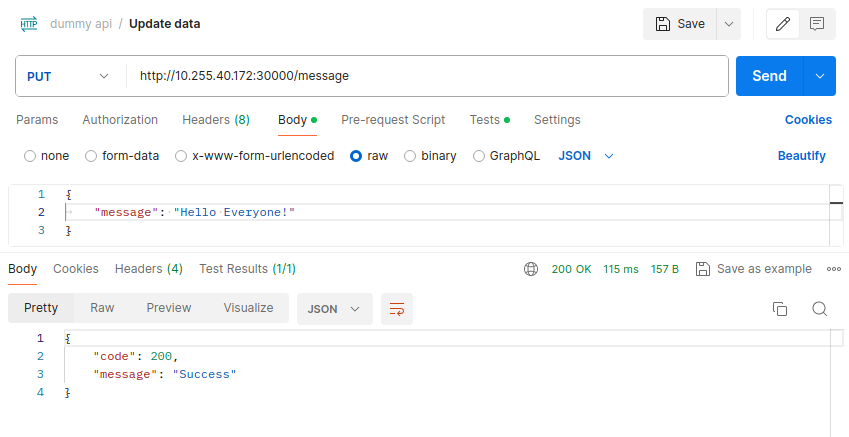 HTTP dummy api / Update data Save
PUT http://10.255.40.172:30000/message Send
Params Authorization Headers (8) Body Pre-request Script Tests Settings Cookies
none form-data x-www-form-urlencoded raw binary GraphQL JSON Beautify
1 {
2 "message": "Hello Everyone!"
3 }
Body Cookies Headers (4) Test Results (1/1) 200 OK 115 ms 157 B Save as example
Pretty Raw Preview Visualize JSON
1 {
2 "code": 200,
3 "message": "Success"
4 }